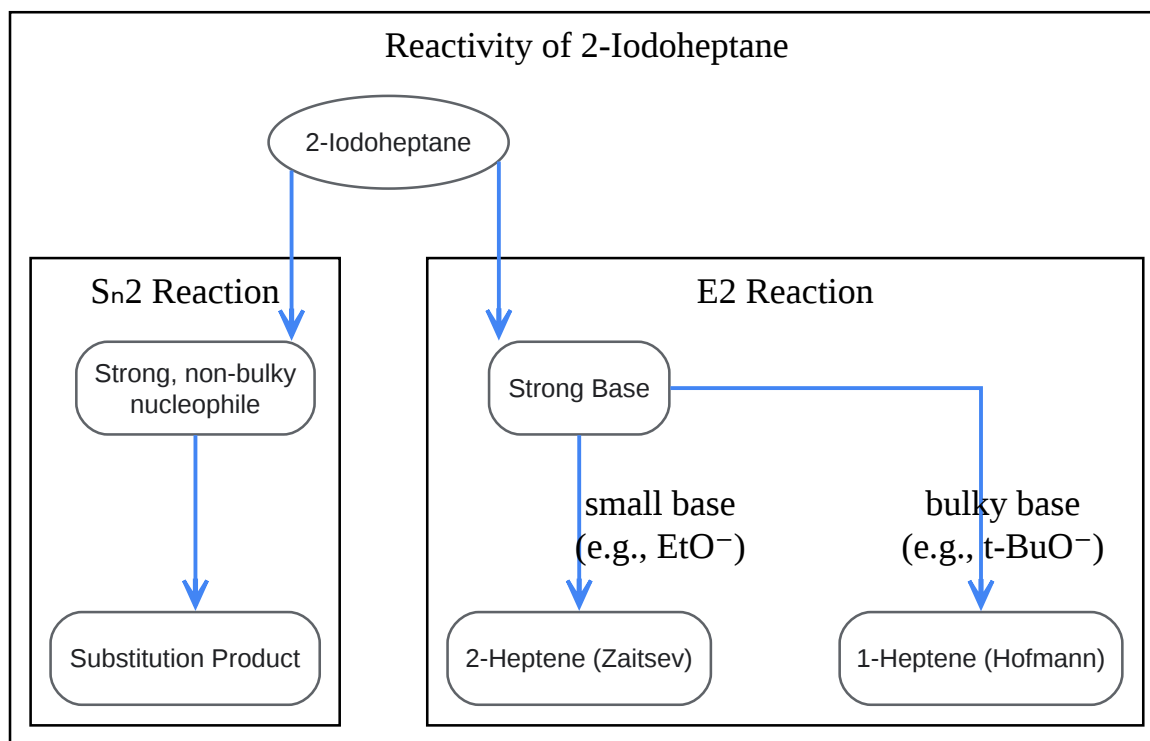 Reactivity of 2-Iodoheptane
2-Iodoheptane
Sₙ2 Reaction
Strong, non-bulky
nucleophile
Substitution Product
E2 Reaction
Strong Base
small base
(e.g., EtO⁻)
bulky base
(e.g., t-BuO⁻)
2-Heptene (Zaitsev)
1-Heptene (Hofmann)